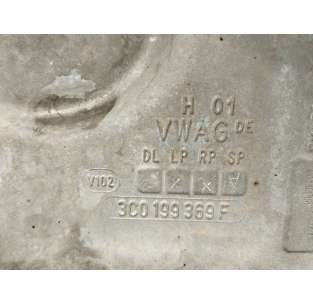 H 01
VWAG DE
DL LP RP SP
V102
3C0 199 369 F